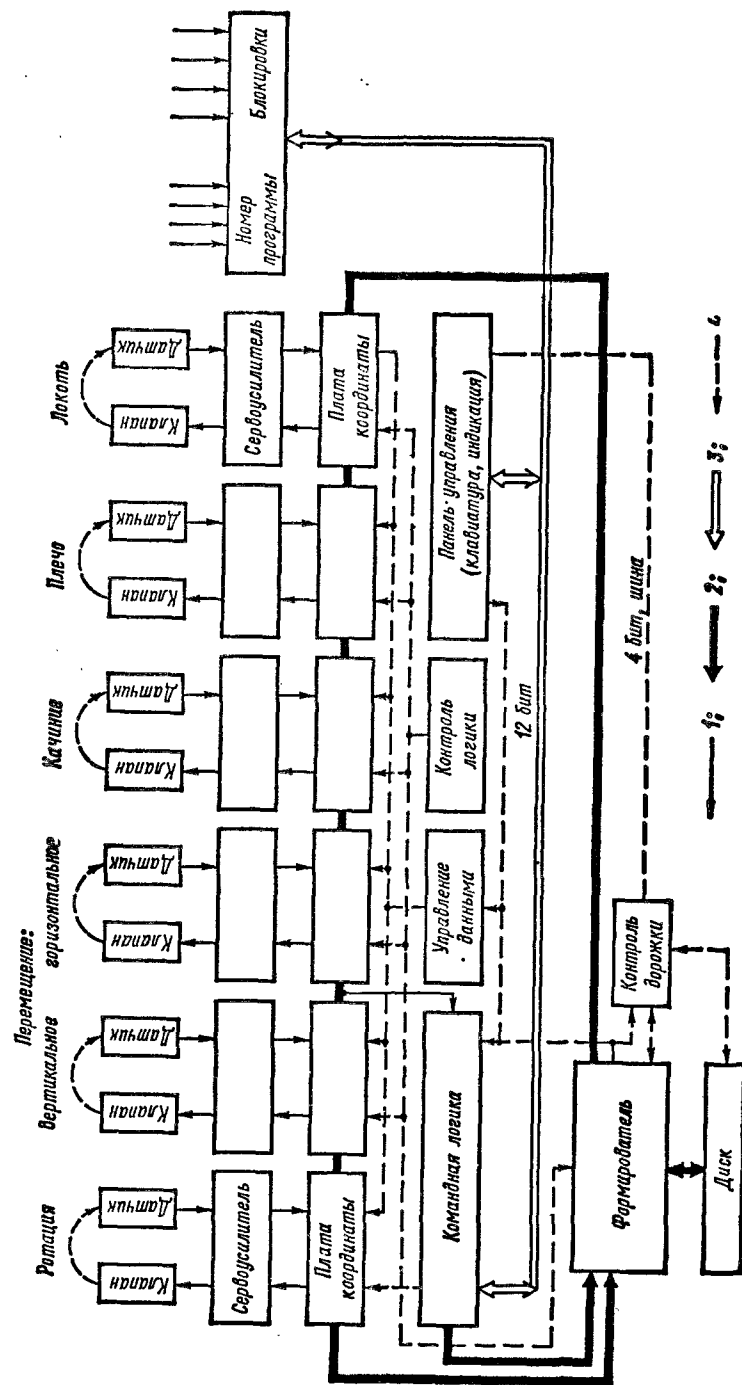 Перемещение:
Ротация
Вертикальное
горизонтальное
Качиние
Плечо
Локоть
Клапан
Датчик
Клапан
Датчик
Клапан
Датчик
Клапан
Датчик
Клапан
Датчик
Клапан
Датчик
Сервоусилитель
Сервоусилитель
Плата
координаты
Плата
координаты
Номер
программы
Блокировки
Командная логика
Управление
данными
Контроль
логики
Панель управления
(клавиатура, индикация)
12 бит
4 бит, шина
Формирователь
Контроль
дорожки
Диск
1; 2; 3; 4